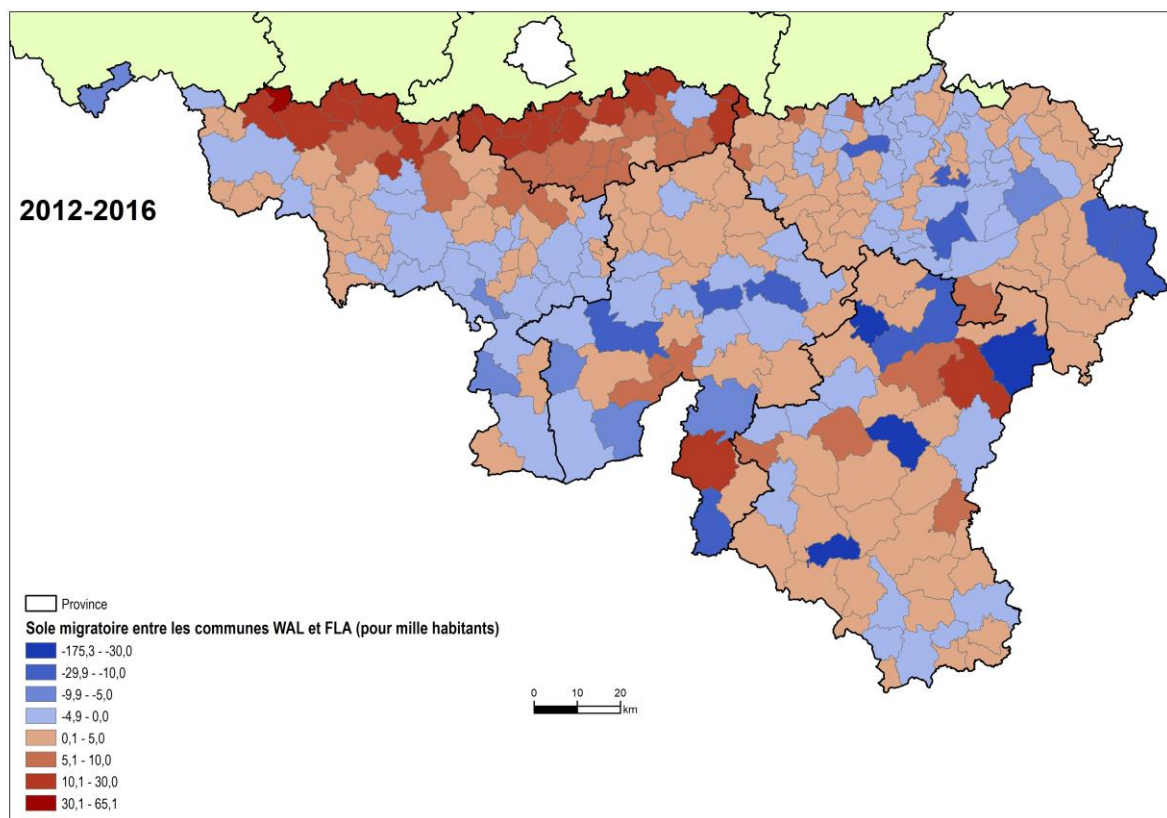 2012-2016
Province
Sole migratoire entre les communes WAL et FLA (pour mille habitants)
-175,3 - -30,0
-29,9 - -10,0
-9,9 - -5,0
-4,9 - 0,0
0,1 - 5,0
5,1 - 10,0
10,1 - 30,0
30,1 - 65,1
0 10 20
km